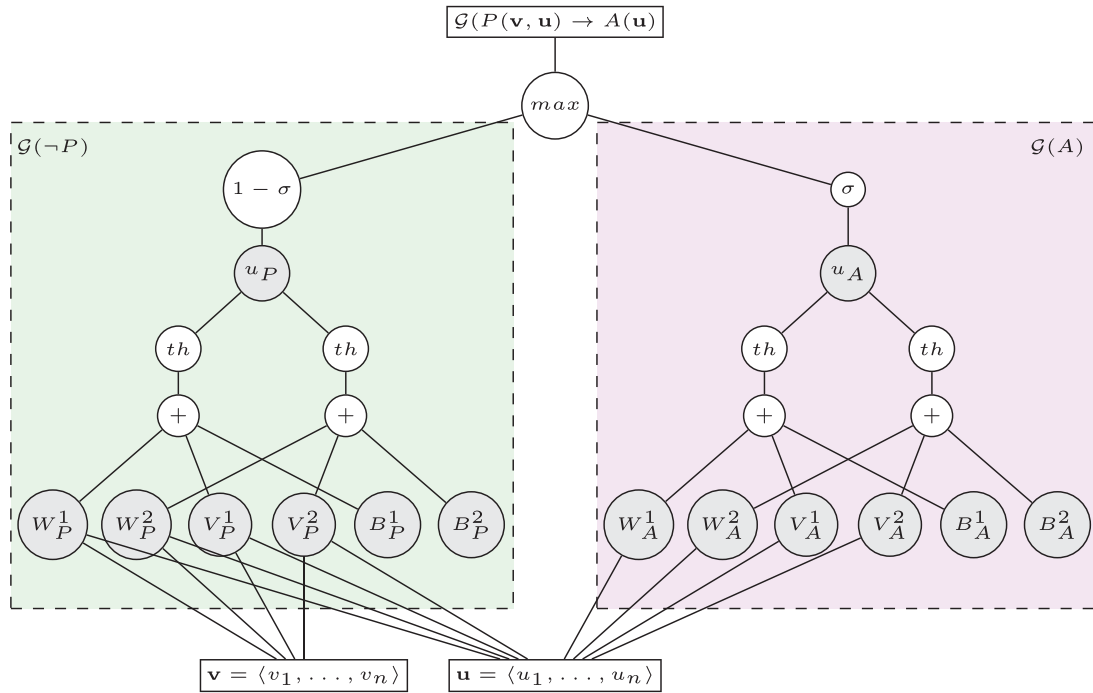 𝒢(P(𝐯, 𝐮) → A(𝐮)
max
𝒢(¬P)
𝒢(A)
1 − σ
σ
u_P
u_A
th
th
th
th
+
+
+
+
W_P^1
W_P^2
V_P^1
V_P^2
B_P^1
B_P^2
W_A^1
W_A^2
V_A^1
V_A^2
B_A^1
B_A^2
𝐯 = ⟨v_1, . . . , v_n⟩
𝐮 = ⟨u_1, . . . , u_n⟩